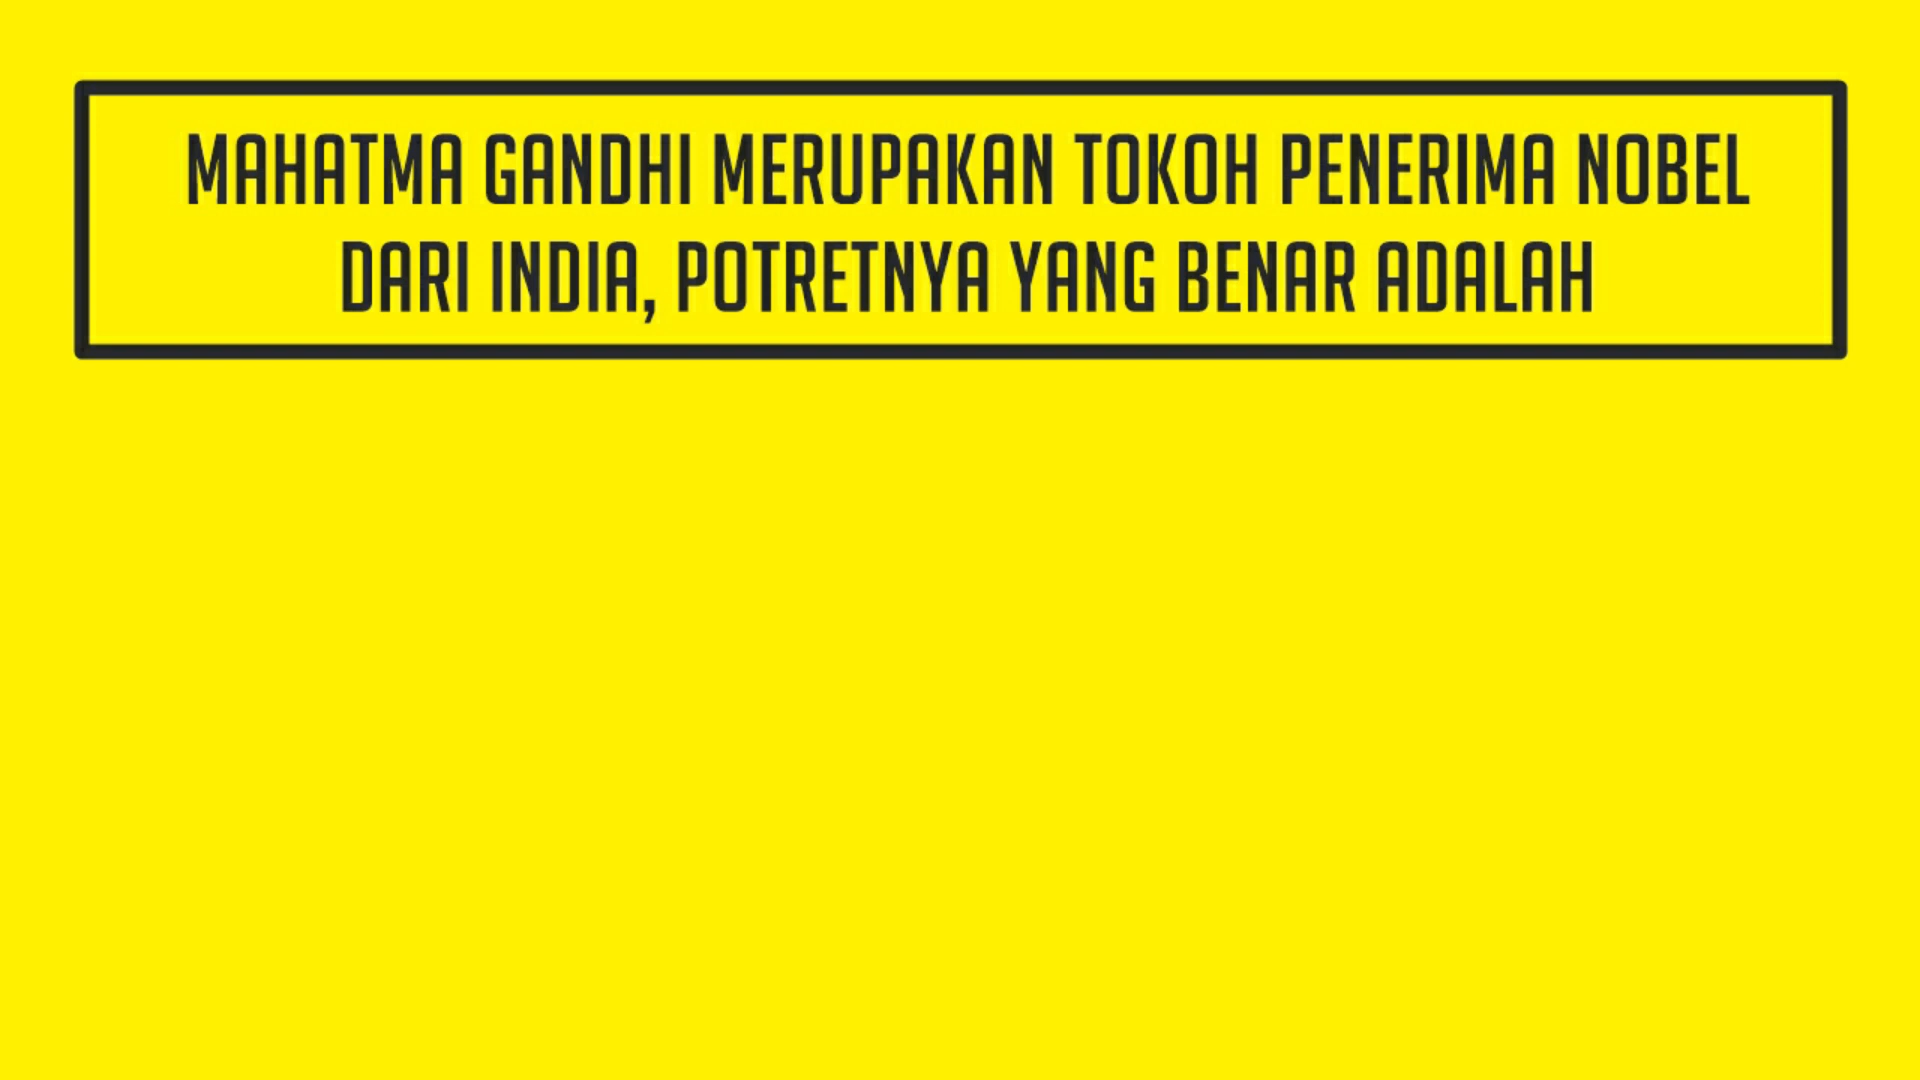 MAHATMA GANDHI MERUPAKAN TOKOH PENERIMA NOBEL
DARI INDIA, POTRETNYA YANG BENAR ADALAH